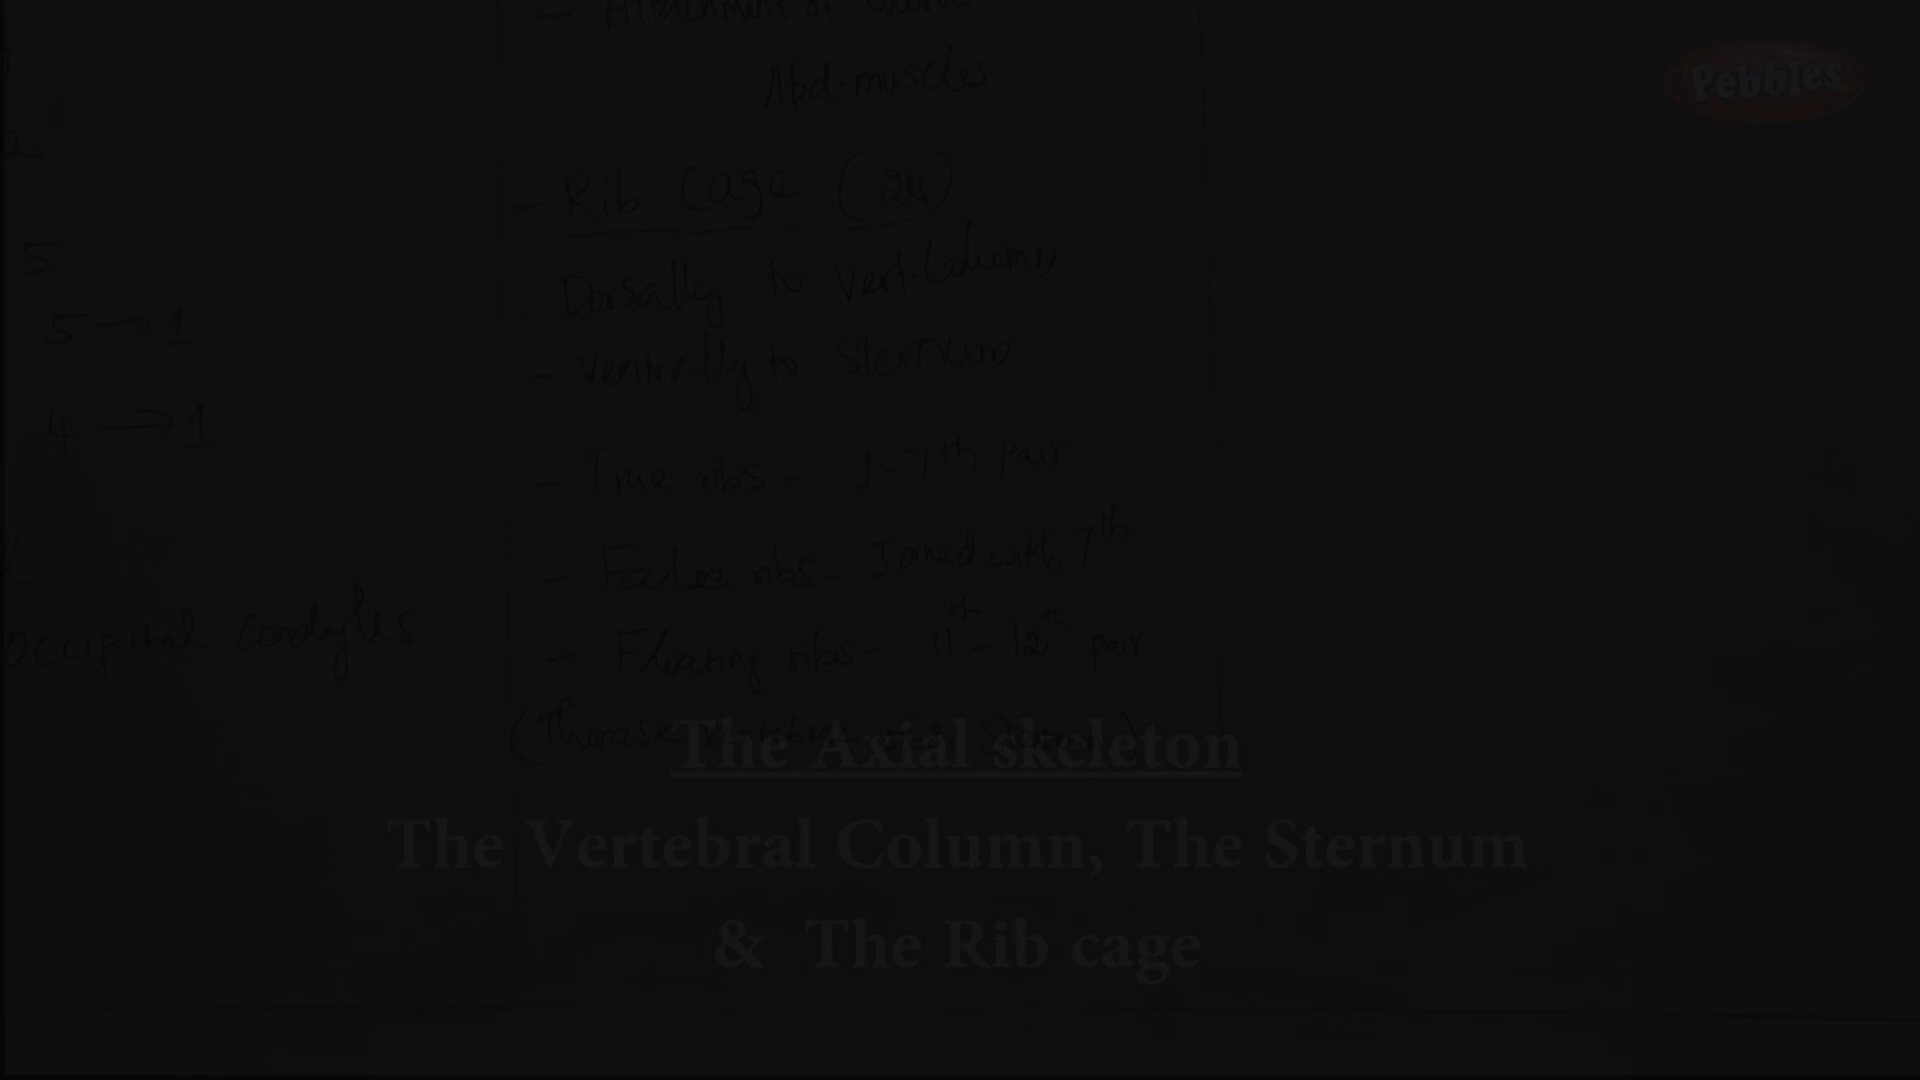 Attachment of
Abd. muscles
Pebbles
- Rib Cage (24)
5
Dorsally to Vert. Column
5 → 1
- Ventrally to Sternum
4 → 1
- True ribs - 1-7th pair
- False ribs - Joined with 7th
occipital condyles
- Floating ribs - 11th - 12th pair
The Axial skeleton
The Vertebral Column, The Sternum
& The Rib cage